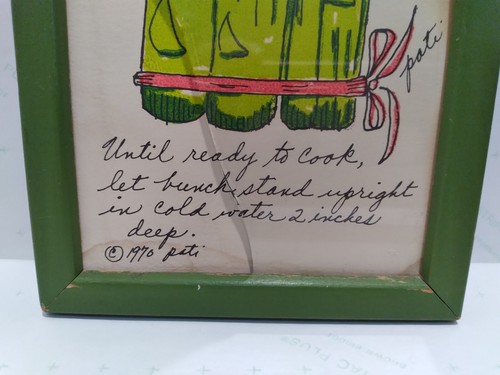 pati
Until ready to cook,
let bunch stand upright
in cold water 2 inches
deep.
© 1970 pati